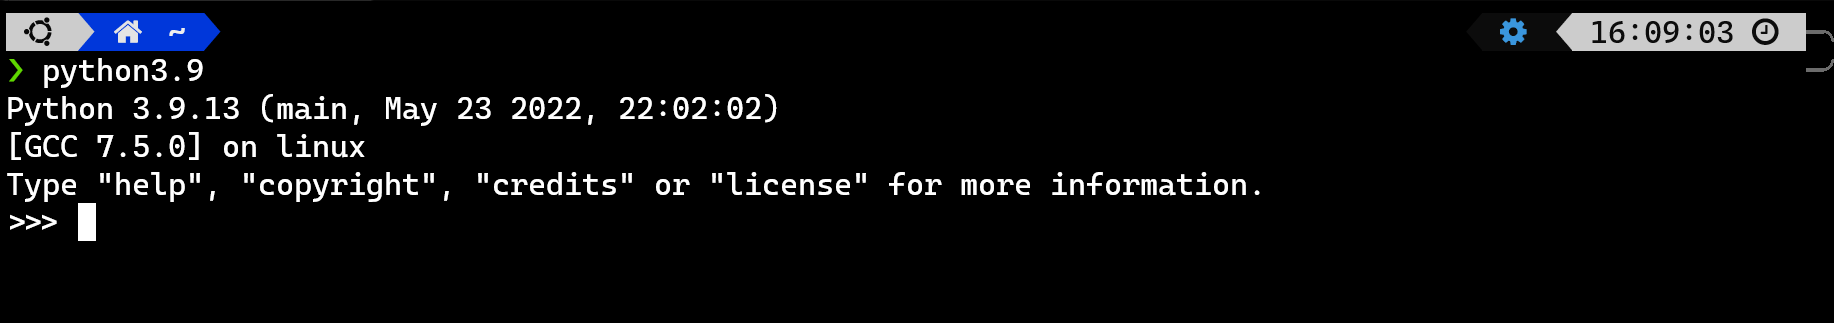 ~ 16:09:03
❯ python3.9
Python 3.9.13 (main, May 23 2022, 22:02:02)
[GCC 7.5.0] on linux
Type "help", "copyright", "credits" or "license" for more information.
>>>